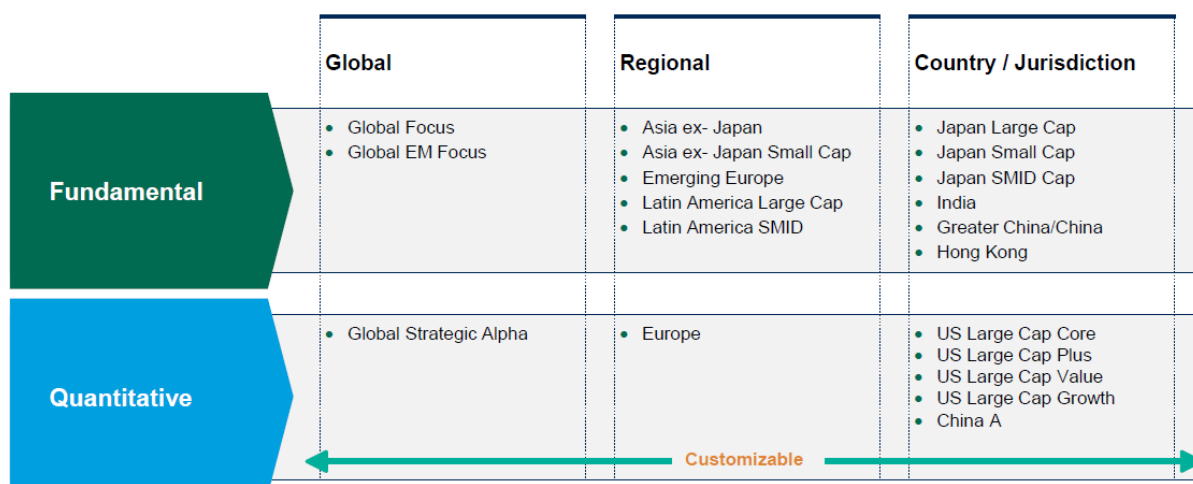 Global
Regional
Country / Jurisdiction
Fundamental
Global Focus
Global EM Focus
Asia ex- Japan
Asia ex- Japan Small Cap
Emerging Europe
Latin America Large Cap
Latin America SMID
Japan Large Cap
Japan Small Cap
Japan SMID Cap
India
Greater China/China
Hong Kong
Quantitative
Global Strategic Alpha
Europe
US Large Cap Core
US Large Cap Plus
US Large Cap Value
US Large Cap Growth
China A
Customizable